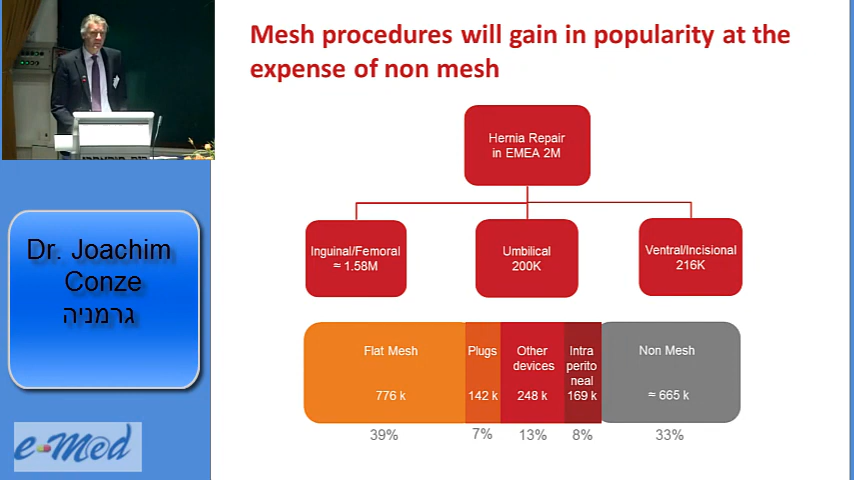 Mesh procedures will gain in popularity at the
expense of non mesh
Hernia Repair
in EMEA 2M
Inguinal/Femoral
≈ 1.58M
Umbilical
200K
Ventral/Incisional
216K
Flat Mesh
776 k
39%
Plugs
142 k
7%
Other
devices
248 k
13%
Intra
perito
neal
169 k
8%
Non Mesh
≈ 665 k
33%
Dr. Joachim
Conze
גרמניה
e-Med